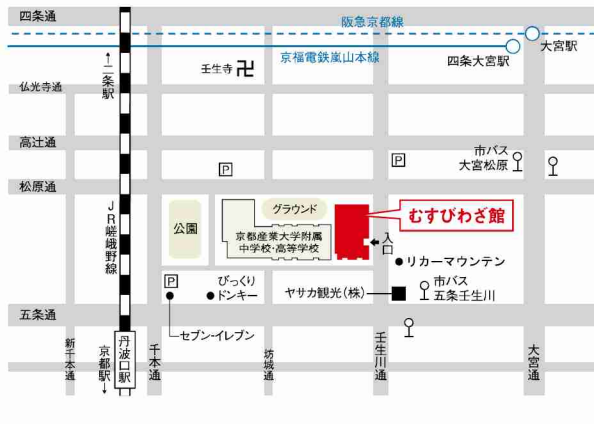 四条通
阪急京都線
大宮駅
京福電鉄嵐山本線
四条大宮駅
↑二条駅
壬生寺
仏光寺通
高辻通
市バス
大宮松原
P
P
松原通
JR嵯峨野線
公園
グラウンド
京都産業大学附属
中学校・高等学校
むすびわざ館
入口
リカーマウンテン
P
びっくり
ドンキー
ヤサカ観光(株)
市バス
五条壬生川
五条通
セブン-イレブン
新千本通
京都駅↓
丹波口駅
千本通
坊城通
壬生川通
大宮通